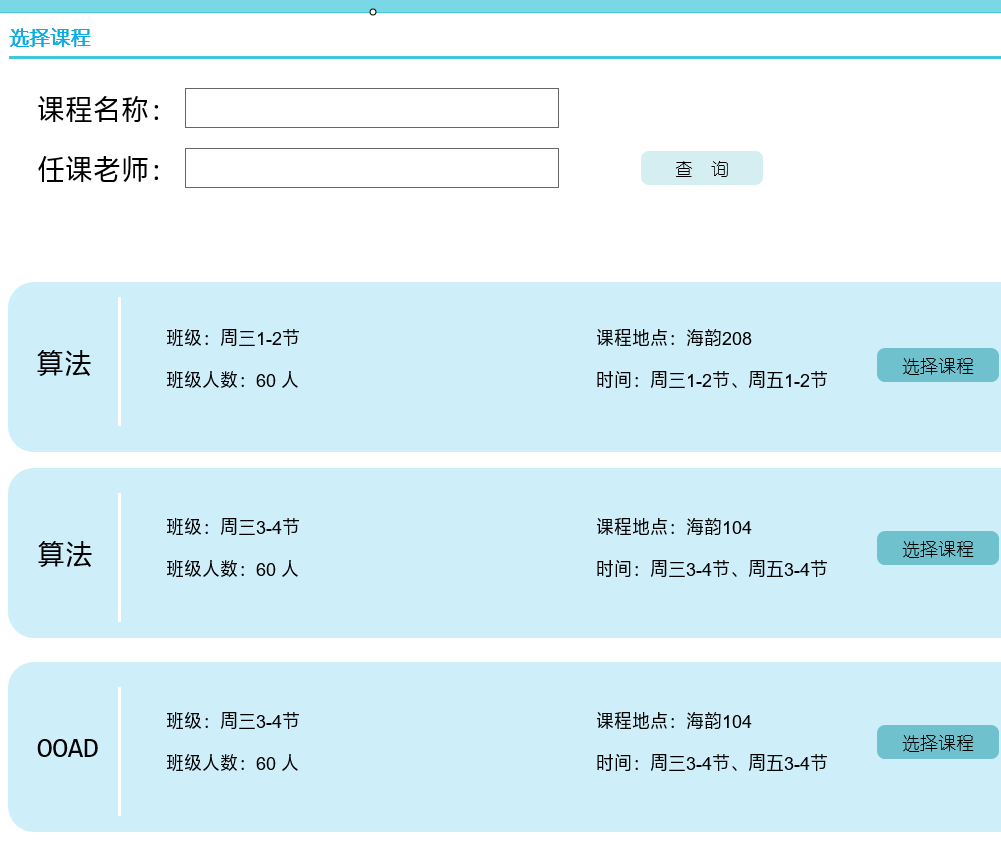 选择课程
课程名称：
任课老师：
查 询
算法
班级：周三1-2节
课程地点：海韵208
班级人数：60 人
时间：周三1-2节、周五1-2节
选择课程
算法
班级：周三3-4节
课程地点：海韵104
班级人数：60 人
时间：周三3-4节、周五3-4节
选择课程
OOAD
班级：周三3-4节
课程地点：海韵104
班级人数：60 人
时间：周三3-4节、周五3-4节
选择课程